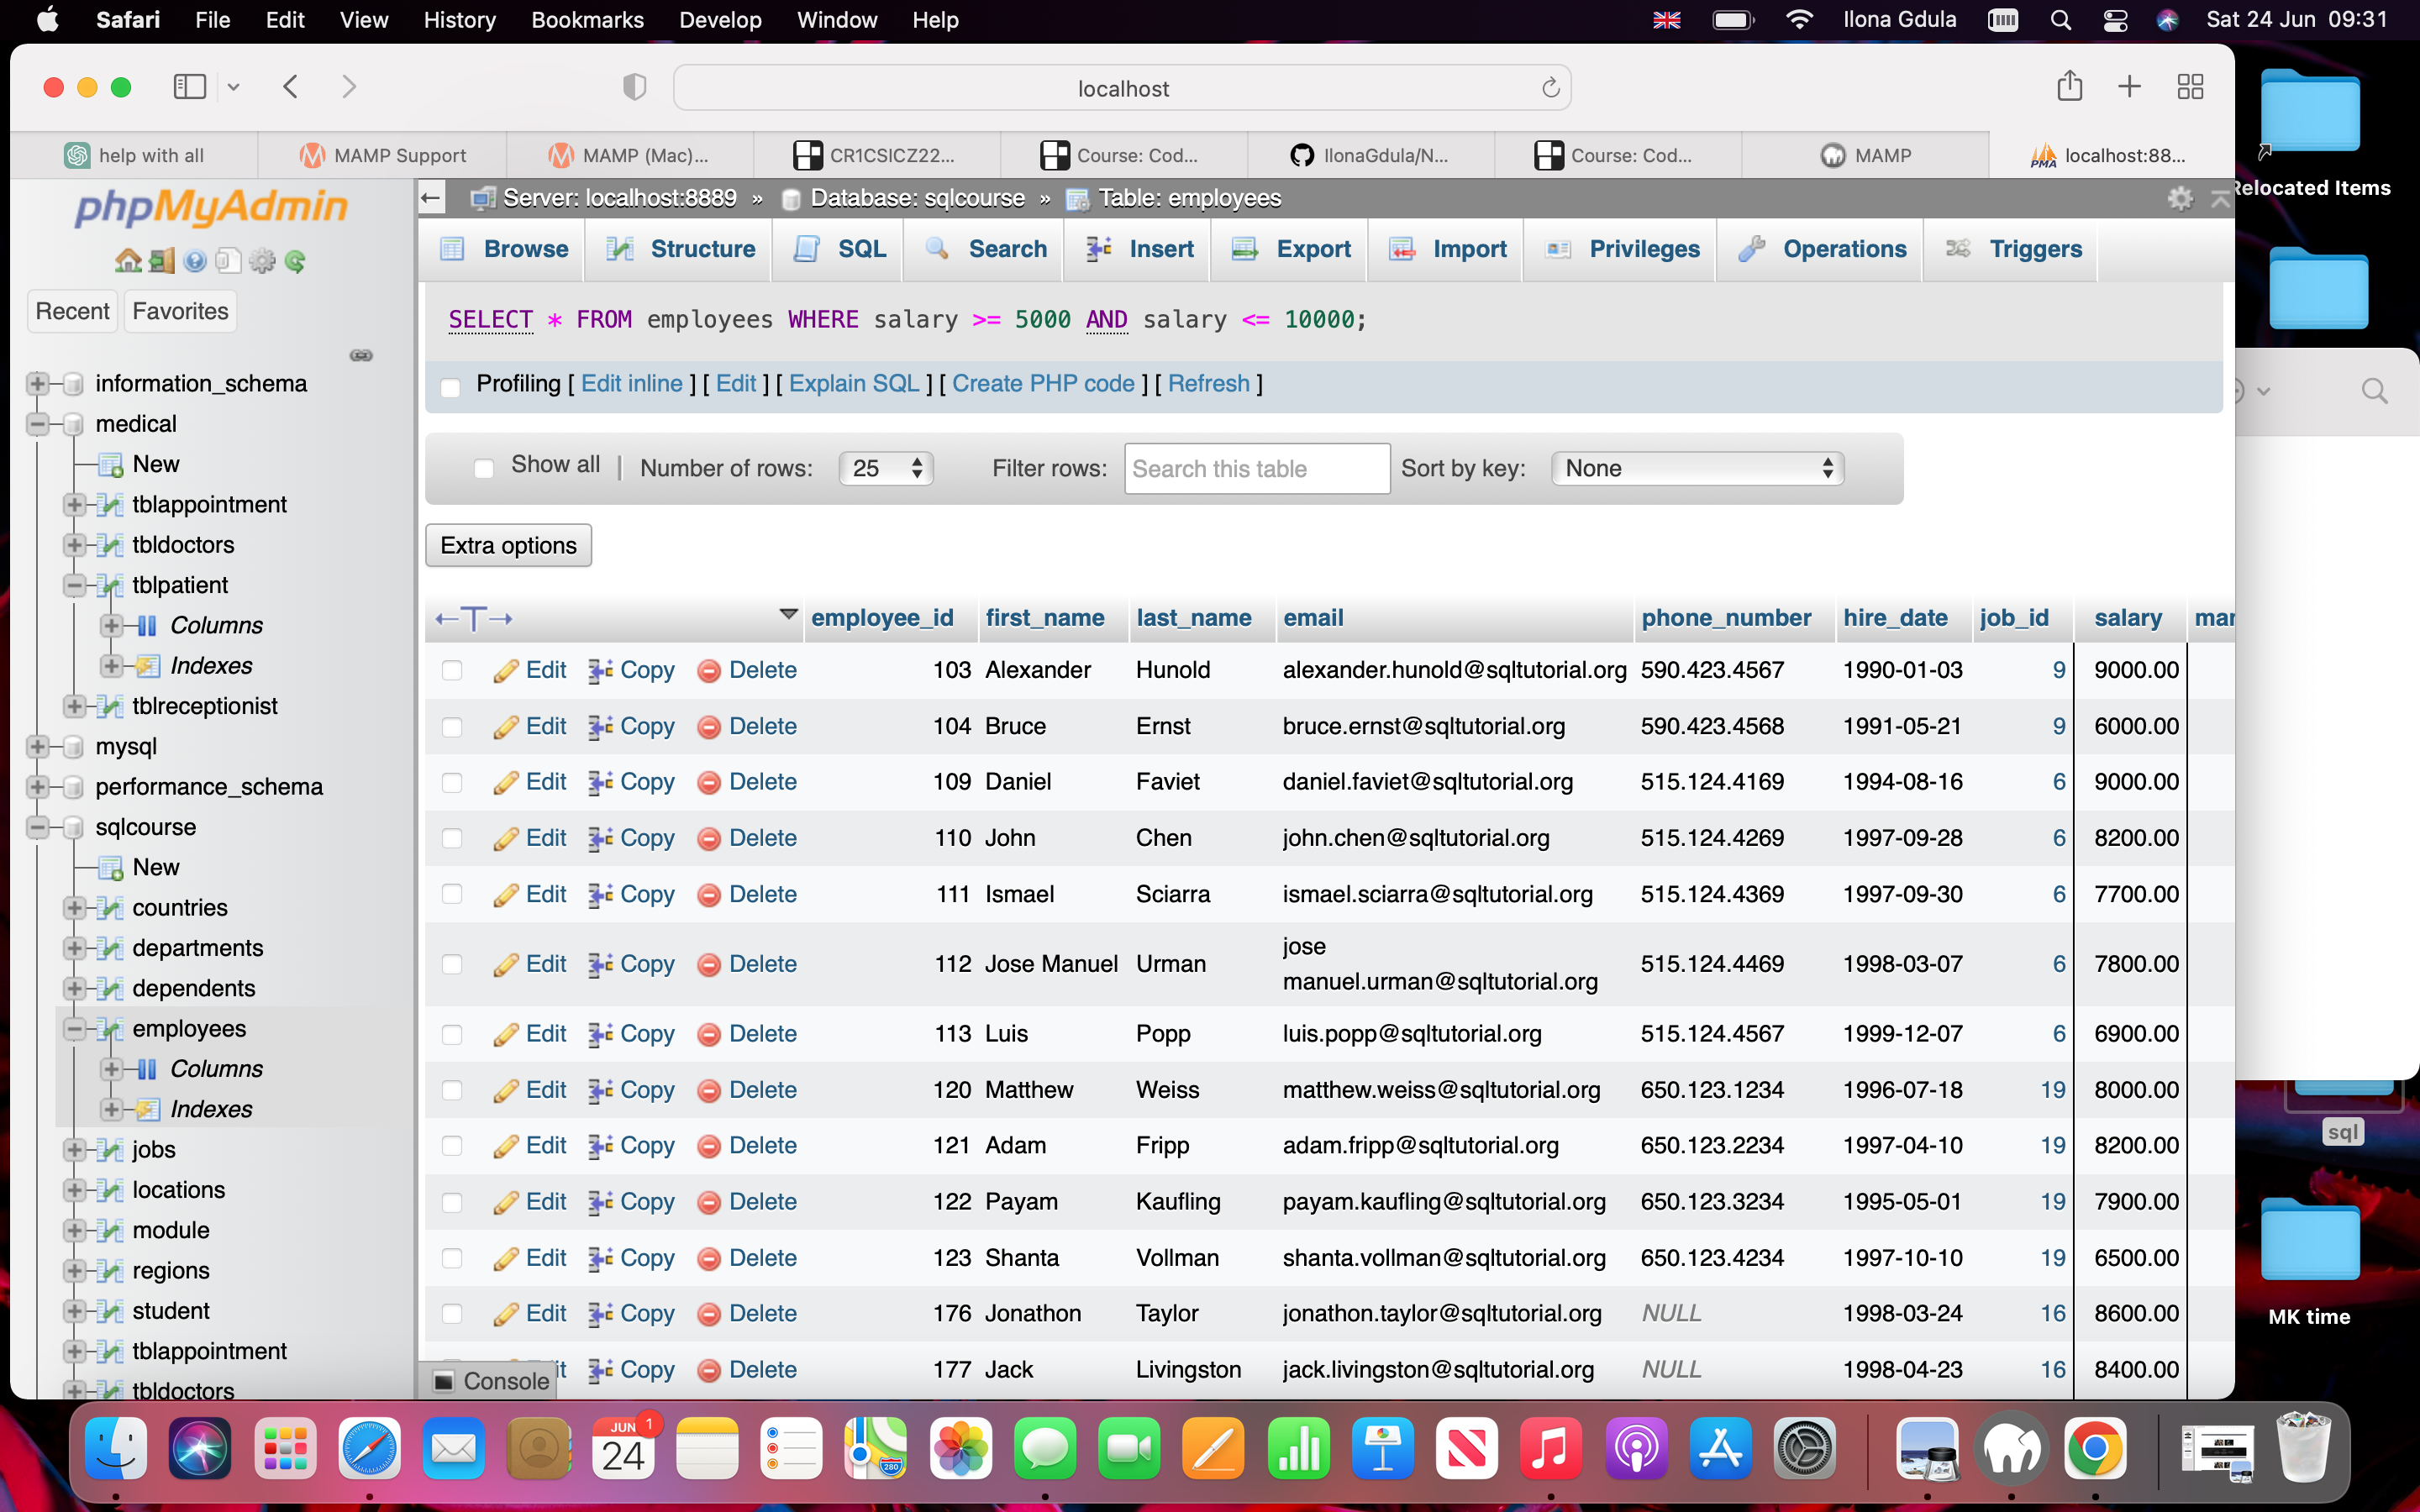 Safari File Edit View History Bookmarks Develop Window Help Ilona Gdula Sat 24 Jun 09:31
localhost
help with all MAMP Support MAMP (Mac)... CR1CSICZ22... Course: Cod... IlonaGdula/N... Course: Cod... MAMP PMA localhost:88...
phpMyAdmin
Recent Favorites
information_schema
medical
New
tblappointment
tbldoctors
tblpatient
Columns
Indexes
tblreceptionist
mysql
performance_schema
sqlcourse
New
countries
departments
dependents
employees
Columns
Indexes
jobs
locations
module
regions
student
tblappointment
tbldoctors
Server: localhost:8889 » Database: sqlcourse » Table: employees
Browse Structure SQL Search Insert Export Import Privileges Operations Triggers
SELECT * FROM employees WHERE salary >= 5000 AND salary <= 10000;
Profiling [ Edit inline ] [ Edit ] [ Explain SQL ] [ Create PHP code ] [ Refresh ]
Show all | Number of rows: 25 Filter rows: Search this table Sort by key: None
Extra options
←T→ employee_id first_name last_name email phone_number hire_date job_id salary mar
Edit Copy Delete 103 Alexander Hunold alexander.hunold@sqltutorial.org 590.423.4567 1990-01-03 9 9000.00
Edit Copy Delete 104 Bruce Ernst bruce.ernst@sqltutorial.org 590.423.4568 1991-05-21 9 6000.00
Edit Copy Delete 109 Daniel Faviet daniel.faviet@sqltutorial.org 515.124.4169 1994-08-16 6 9000.00
Edit Copy Delete 110 John Chen john.chen@sqltutorial.org 515.124.4269 1997-09-28 6 8200.00
Edit Copy Delete 111 Ismael Sciarra ismael.sciarra@sqltutorial.org 515.124.4369 1997-09-30 6 7700.00
Edit Copy Delete 112 Jose Manuel Urman jose manuel.urman@sqltutorial.org 515.124.4469 1998-03-07 6 7800.00
Edit Copy Delete 113 Luis Popp luis.popp@sqltutorial.org 515.124.4567 1999-12-07 6 6900.00
Edit Copy Delete 120 Matthew Weiss matthew.weiss@sqltutorial.org 650.123.1234 1996-07-18 19 8000.00
Edit Copy Delete 121 Adam Fripp adam.fripp@sqltutorial.org 650.123.2234 1997-04-10 19 8200.00
Edit Copy Delete 122 Payam Kaufling payam.kaufling@sqltutorial.org 650.123.3234 1995-05-01 19 7900.00
Edit Copy Delete 123 Shanta Vollman shanta.vollman@sqltutorial.org 650.123.4234 1997-10-10 19 6500.00
Edit Copy Delete 176 Jonathon Taylor jonathon.taylor@sqltutorial.org NULL 1998-03-24 16 8600.00
it Copy Delete 177 Jack Livingston jack.livingston@sqltutorial.org NULL 1998-04-23 16 8400.00
Console
Relocated Items
sql
MK time
JUN 1
24
280